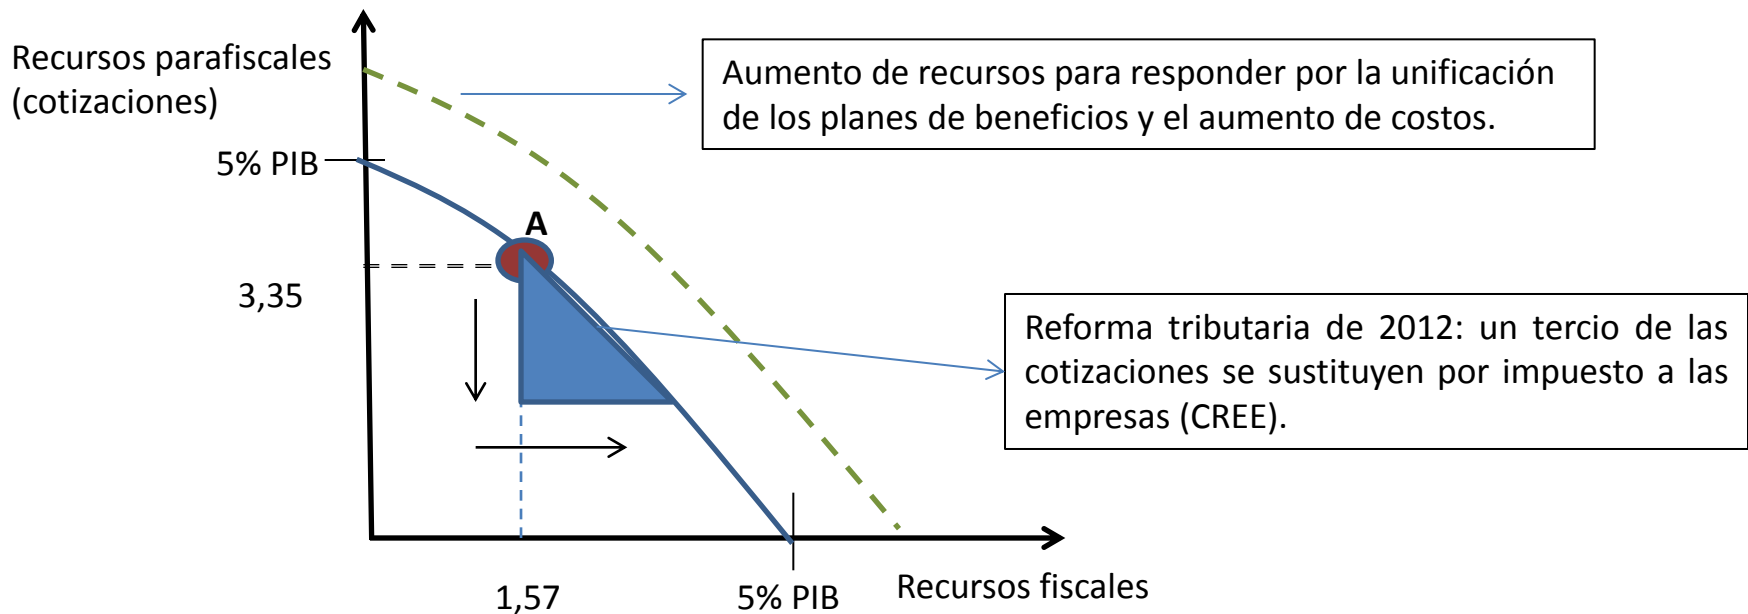 Recursos parafiscales
(cotizaciones)
Aumento de recursos para responder por la unificación
de los planes de beneficios y el aumento de costos.
5% PIB
A
3,35
Reforma tributaria de 2012: un tercio de las
cotizaciones se sustituyen por impuesto a las
empresas (CREE).
1,57
5% PIB
Recursos fiscales